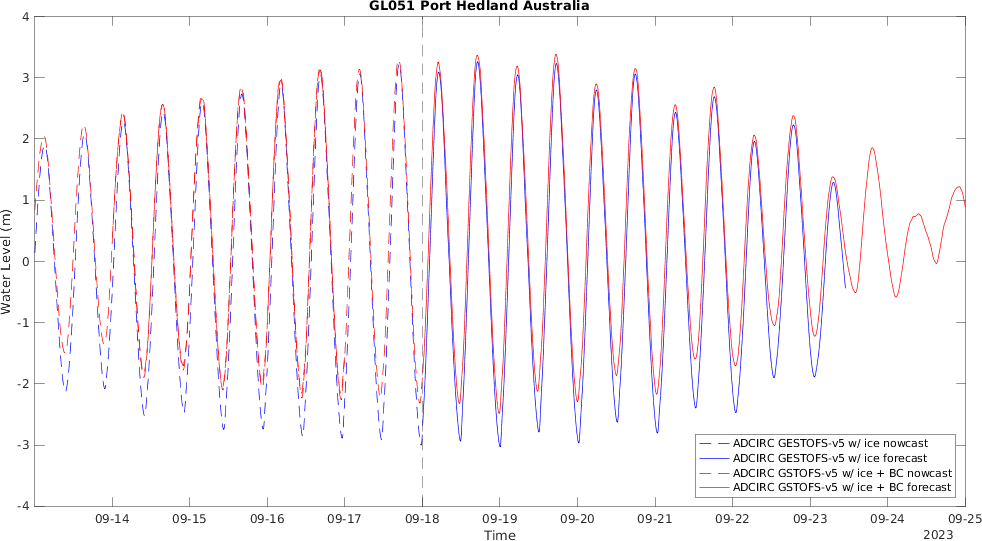 GL051 Port Hedland Australia
4
3
2
1
0
-1
-2
-3
-4
Water Level (m)
ADCIRC GESTOFS-v5 w/ ice nowcast
ADCIRC GESTOFS-v5 w/ ice forecast
ADCIRC GSTOFS-v5 w/ ice + BC nowcast
ADCIRC GSTOFS-v5 w/ ice + BC forecast
09-14 09-15 09-16 09-17 09-18 09-19 09-20 09-21 09-22 09-23 09-24 09-25
Time 2023